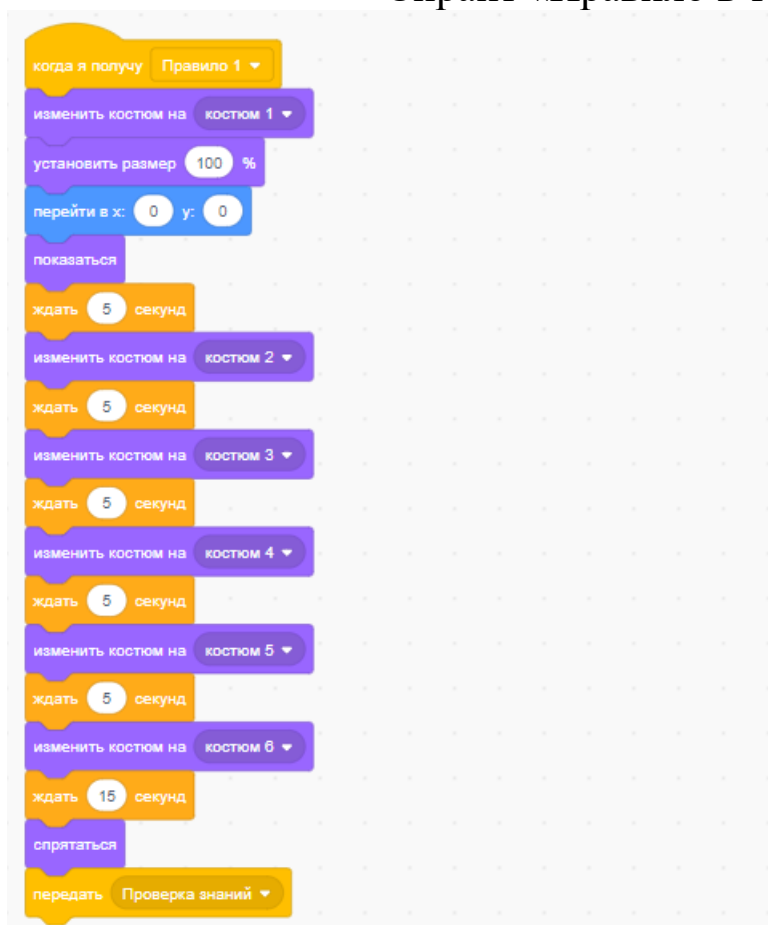 когда я получу Правило 1
изменить костюм на костюм 1
установить размер 100 %
перейти в x: 0 y: 0
показаться
ждать 5 секунд
изменить костюм на костюм 2
ждать 5 секунд
изменить костюм на костюм 3
ждать 5 секунд
изменить костюм на костюм 4
ждать 5 секунд
изменить костюм на костюм 5
ждать 5 секунд
изменить костюм на костюм 6
ждать 15 секунд
спрятаться
передать Проверка знаний